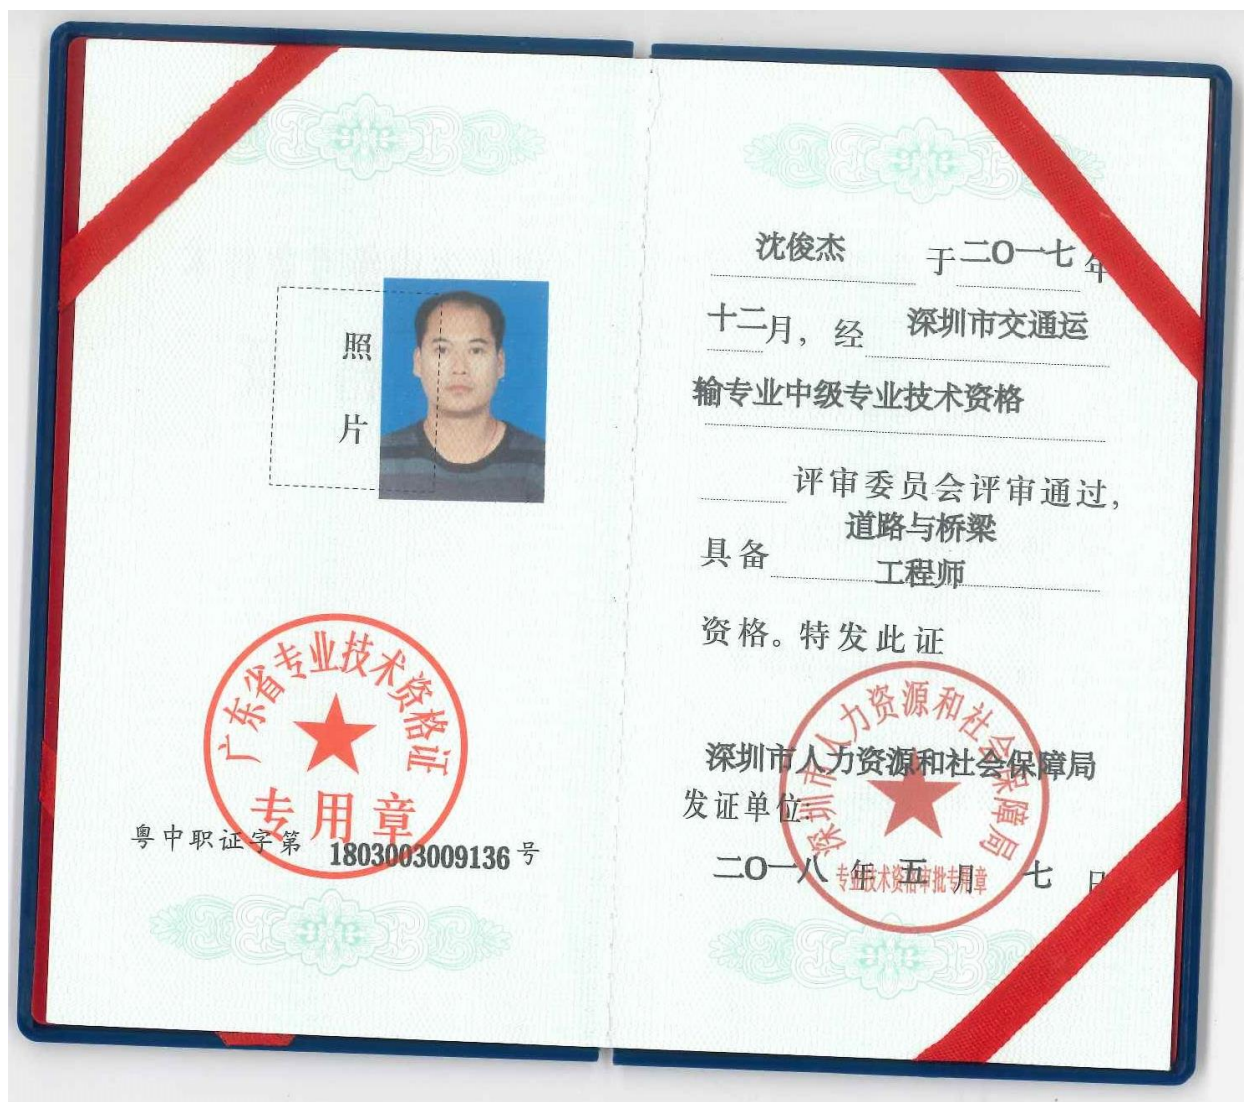 照
片
广东省专业技术资格证
专用章
粤中职证字第 1803003009136 号
沈俊杰 于二〇一七年
十二月，经 深圳市交通运
输专业中级专业技术资格
评审委员会评审通过，
道路与桥梁
具备 工程师
资格。特发此证
深圳市人力资源和社会保障局
深圳市人力资源和社会保障局
发证单位:
二〇一八 年 五 月 七 日
专业技术资格审批专用章